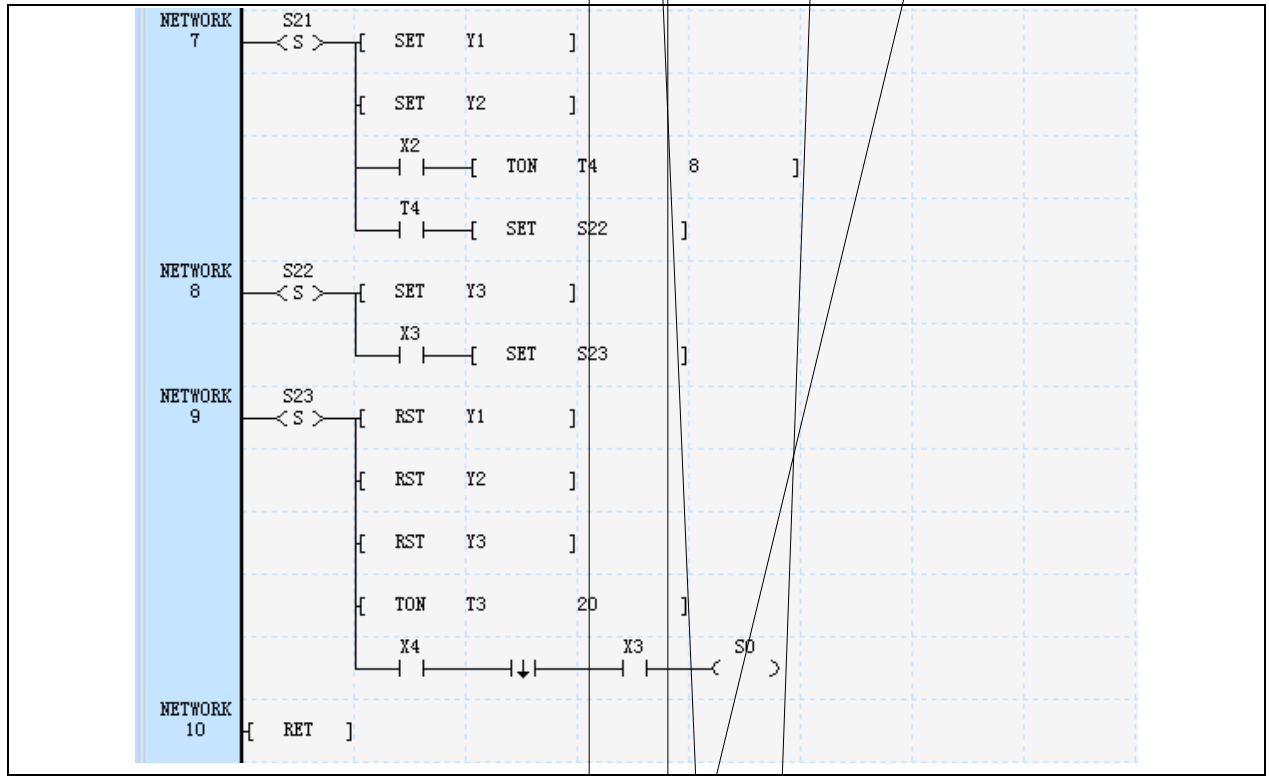 NETWORK 7
S21
S
[ SET Y1 ]
[ SET Y2 ]
X2
[ TON T4 8 ]
T4
[ SET S22 ]
NETWORK 8
S22
S
[ SET Y3 ]
X3
[ SET S23 ]
NETWORK 9
S23
S
[ RST Y1 ]
[ RST Y2 ]
[ RST Y3 ]
[ TON T3 20 ]
X4 X3 S0
NETWORK 10
[ RET ]